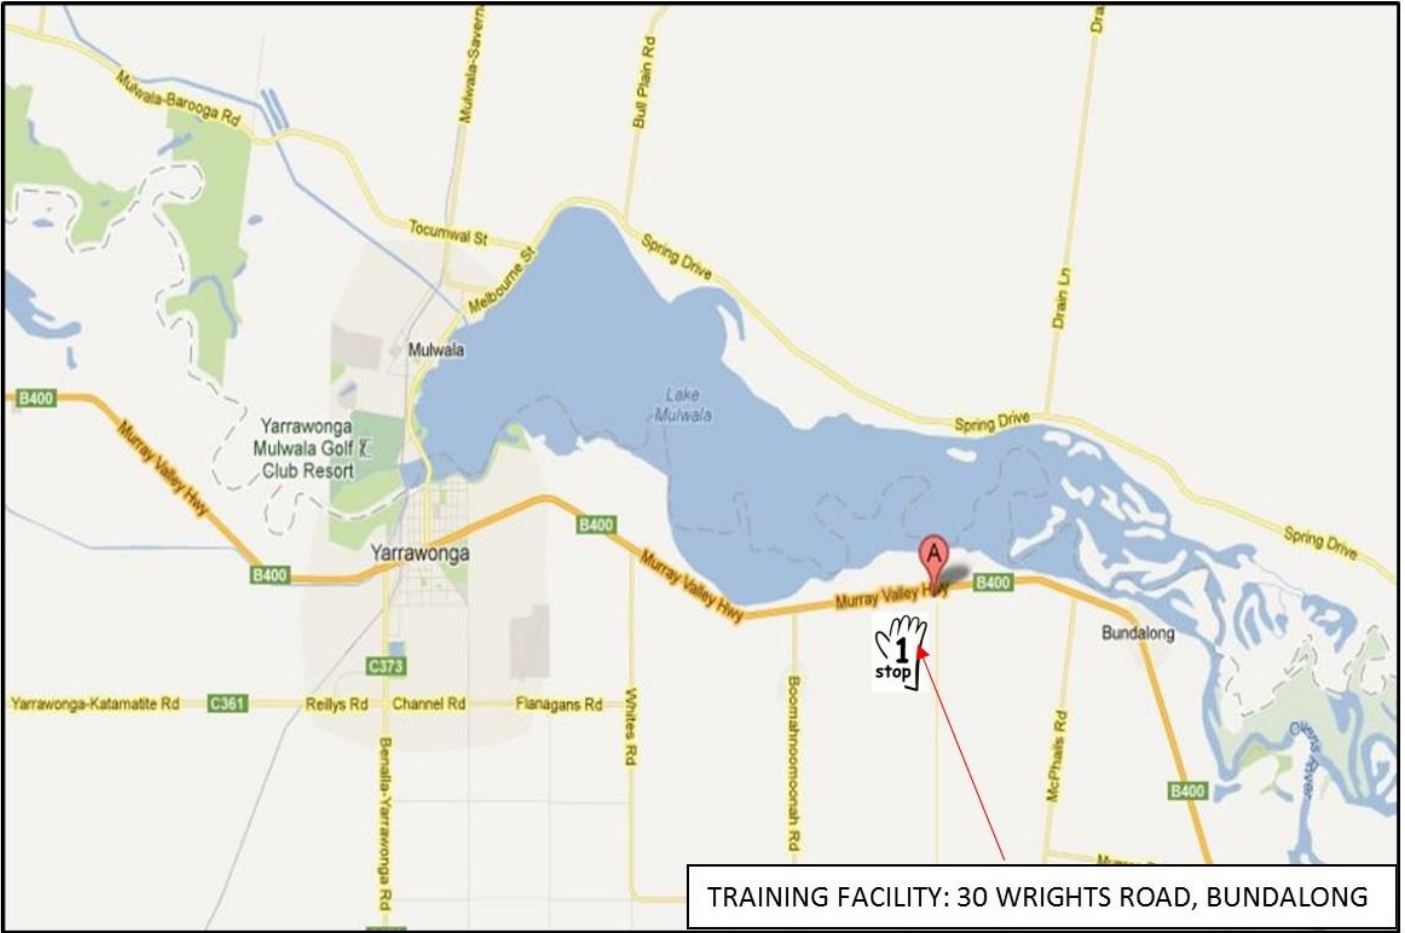 Mulwala-Barooga Rd
Mulwala-Savern
Bull Plain Rd
Dra
Tocumwal St
Melbourne St
Spring Drive
Drain Ln
Mulwala
B400
Lake
Mulwala
Yarrawonga
Mulwala Golf
Club Resort
Murray Valley Hwy
Spring Drive
Spring Drive
B400
Yarrawonga
B400
Murray Valley Hwy
A
Murray Valley Hwy
B400
1
stop
Bundalong
C373
Yarrawonga-Katamatite Rd
C361
Reillys Rd
Channel Rd
Flanagans Rd
Whites Rd
Boomahnoomoonah Rd
McPhails Rd
Ovens River
B400
Benalla-Yarrawonga Rd
TRAINING FACILITY: 30 WRIGHTS ROAD, BUNDALONG